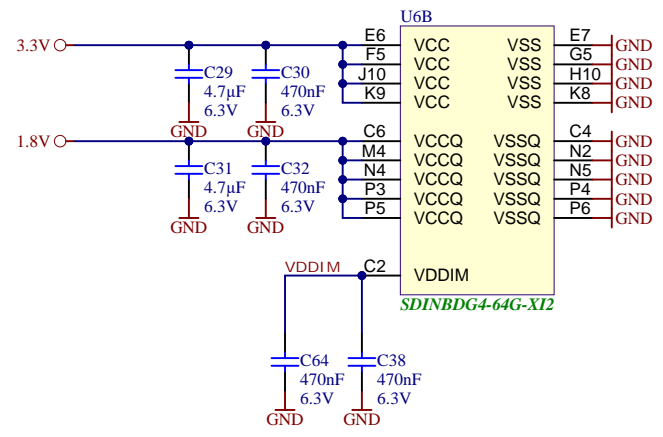 U6B
3.3V
E6 VCC VSS E7 GND
F5 VCC VSS G5 GND
J10 VCC VSS H10 GND
K9 VCC VSS K8 GND
C29
4.7µF
6.3V
GND
C30
470nF
6.3V
GND
1.8V
C6 VCCQ VSSQ C4 GND
M4 VCCQ VSSQ N2 GND
N4 VCCQ VSSQ N5 GND
P3 VCCQ VSSQ P4 GND
P5 VCCQ VSSQ P6 GND
C31
4.7µF
6.3V
GND
C32
470nF
6.3V
GND
VDDIM C2 VDDIM
SDINBDG4-64G-XI2
C64
470nF
6.3V
GND
C38
470nF
6.3V
GND